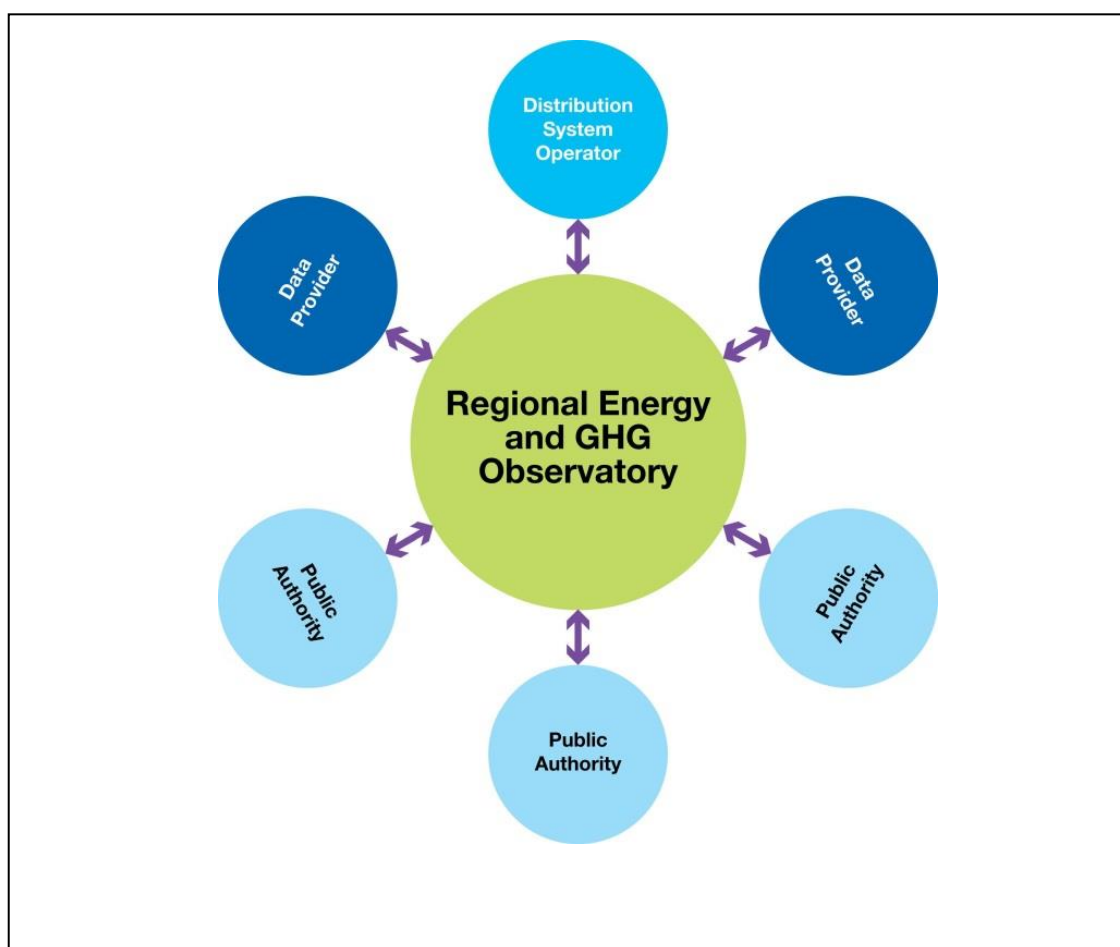 Distribution
System
Operator
Data
Provider
Data
Provider
Regional Energy
and GHG
Observatory
Public
Authority
Public
Authority
Public
Authority